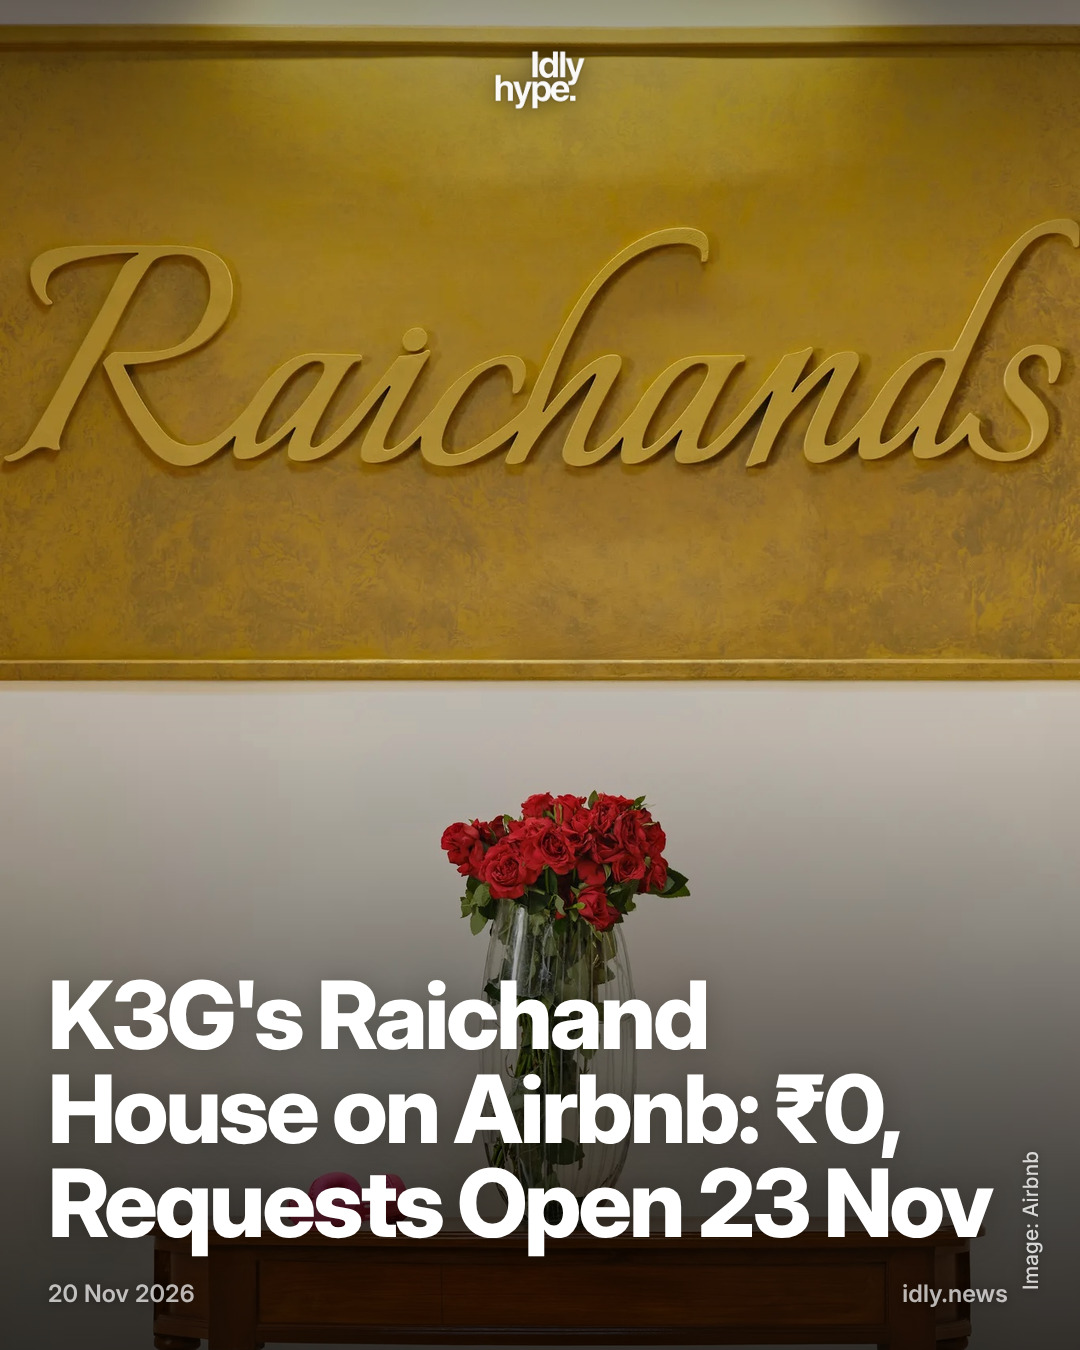 Idly
hype.
Raichands
K3G's Raichand
House on Airbnb: ₹0,
Requests Open 23 Nov
Image: Airbnb
20 Nov 2026
idly.news